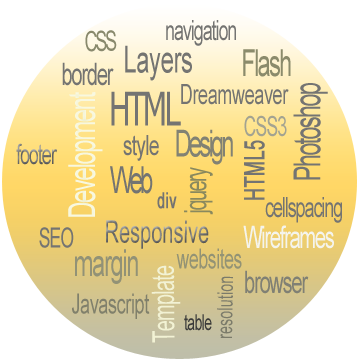 navigation
CSS
Layers
Flash
border
Dreamweaver
HTML
Photoshop
CSS3
Development
style
Design
footer
HTML5
Web
jquery
div
cellspacing
Responsive
SEO
Wireframes
margin
websites
Template
browser
resolution
Javascript
table